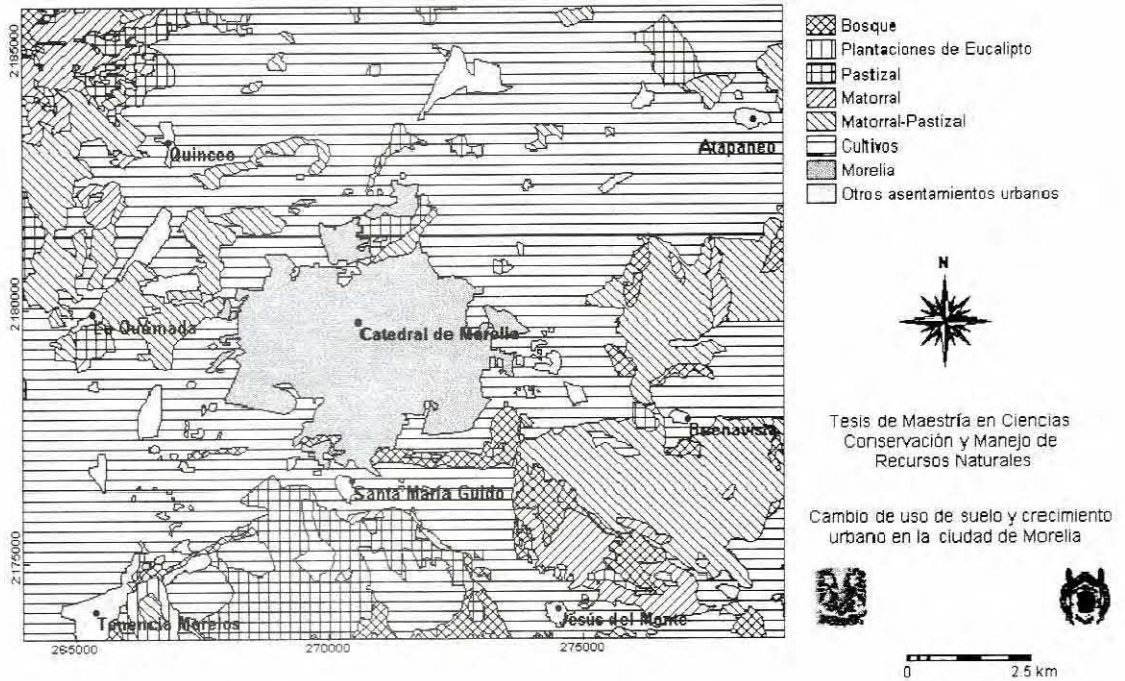 2185000
2180000
2175000
265000
270000
275000
Quinceo
Atapaneo
La Quemada
Catedral de Morelia
Buenavista
Santa María Guido
Tenencia Morelos
Jesús del Monte
Bosque
Plantaciones de Eucalipto
Pastizal
Matorral
Matorral-Pastizal
Cultivos
Morelia
Otros asentamientos urbanos
N
Tesis de Maestría en Ciencias
Conservación y Manejo de
Recursos Naturales
Cambio de uso de suelo y crecimiento
urbano en la ciudad de Morelia
0 2.5 km